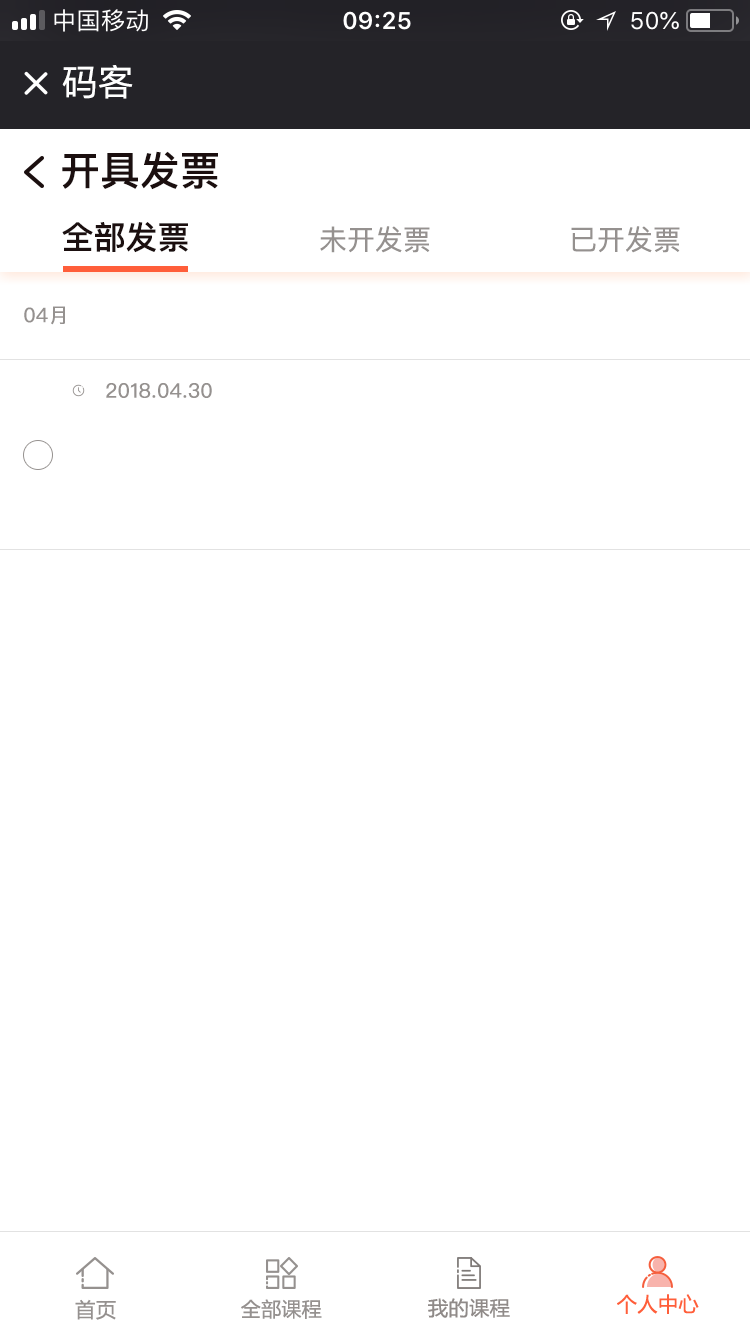 中国移动 09:25 50%
码客
开具发票
全部发票 未开发票 已开发票
04月
2018.04.30
首页 全部课程 我的课程 个人中心